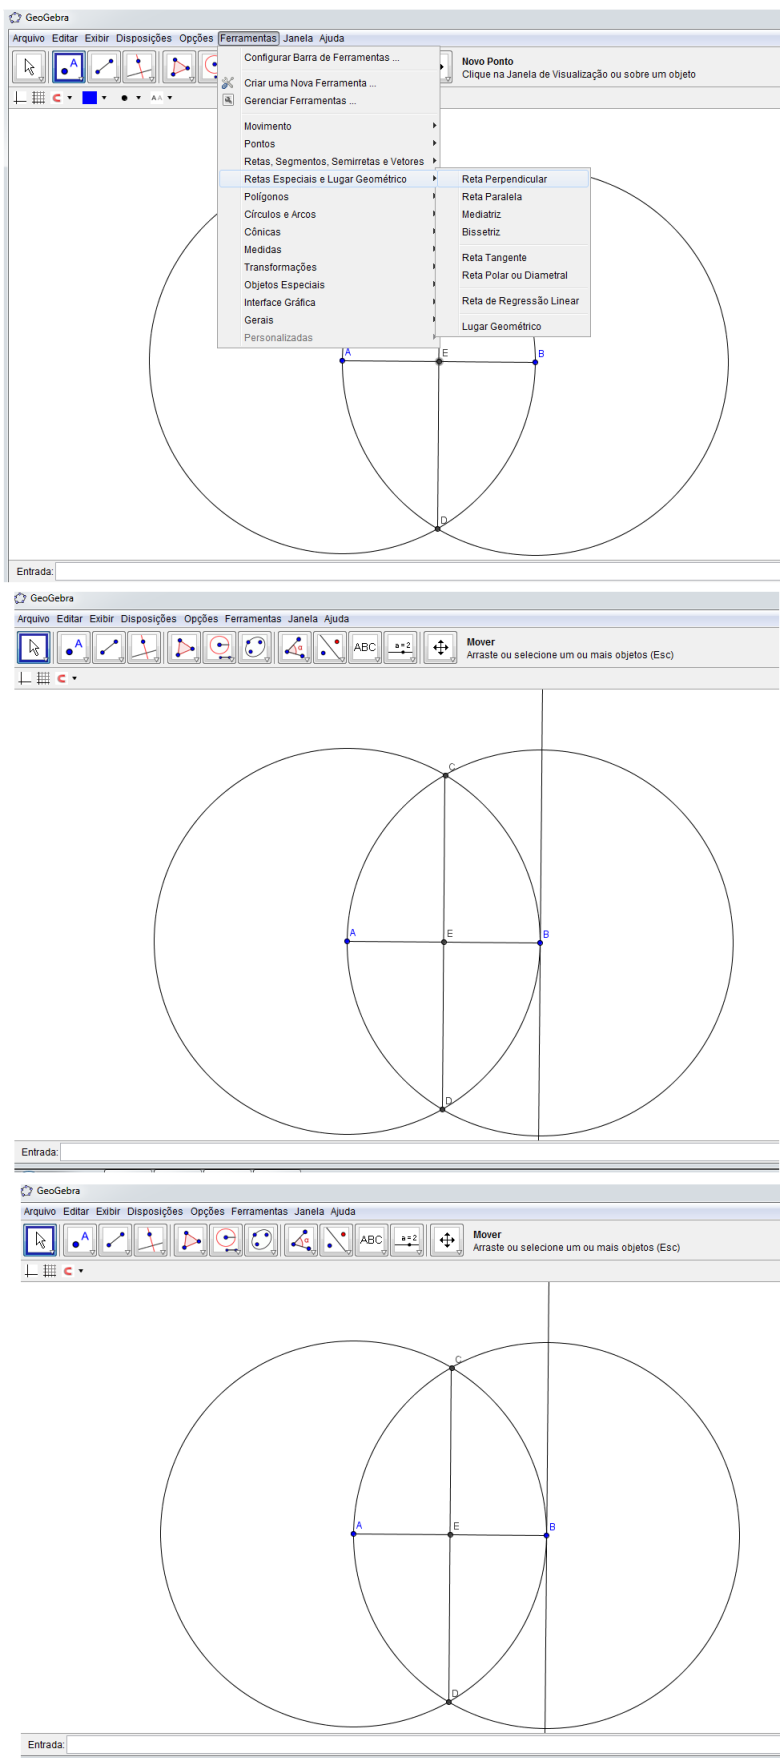 GeoGebra
Arquivo Editar Exibir Disposições Opções Ferramentas Janela Ajuda
A
Novo Ponto
Clique na Janela de Visualização ou sobre um objeto
AA
Configurar Barra de Ferramentas ...
Criar uma Nova Ferramenta ...
Gerenciar Ferramentas ...
Movimento
Pontos
Retas, Segmentos, Semirretas e Vetores
Retas Especiais e Lugar Geométrico
Polígonos
Círculos e Arcos
Cônicas
Medidas
Transformações
Objetos Especiais
Interface Gráfica
Gerais
Personalizadas
Reta Perpendicular
Reta Paralela
Mediatriz
Bissetriz
Reta Tangente
Reta Polar ou Diametral
Reta de Regressão Linear
Lugar Geométrico
A E B
D
Entrada:
GeoGebra
Arquivo Editar Exibir Disposições Opções Ferramentas Janela Ajuda
A α ABC a=2
Mover
Arraste ou selecione um ou mais objetos (Esc)
C
A E B
D
Entrada:
GeoGebra
Arquivo Editar Exibir Disposições Opções Ferramentas Janela Ajuda
A α ABC a=2
Mover
Arraste ou selecione um ou mais objetos (Esc)
C
A E B
D
Entrada: